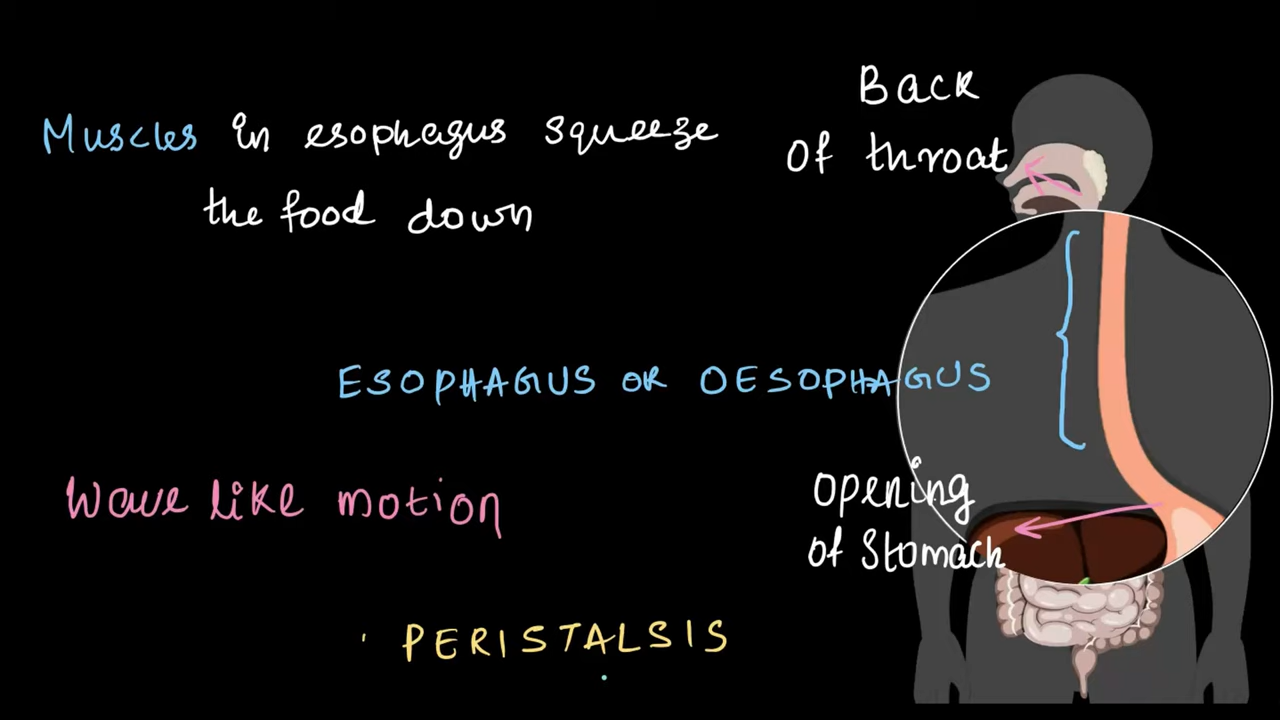 Muscles in esophagus squeeze
the food down
Back
Of throat
ESOPHAGUS OR OESOPHAGUS
Wave like motion
Opening
of Stomach
PERISTALSIS